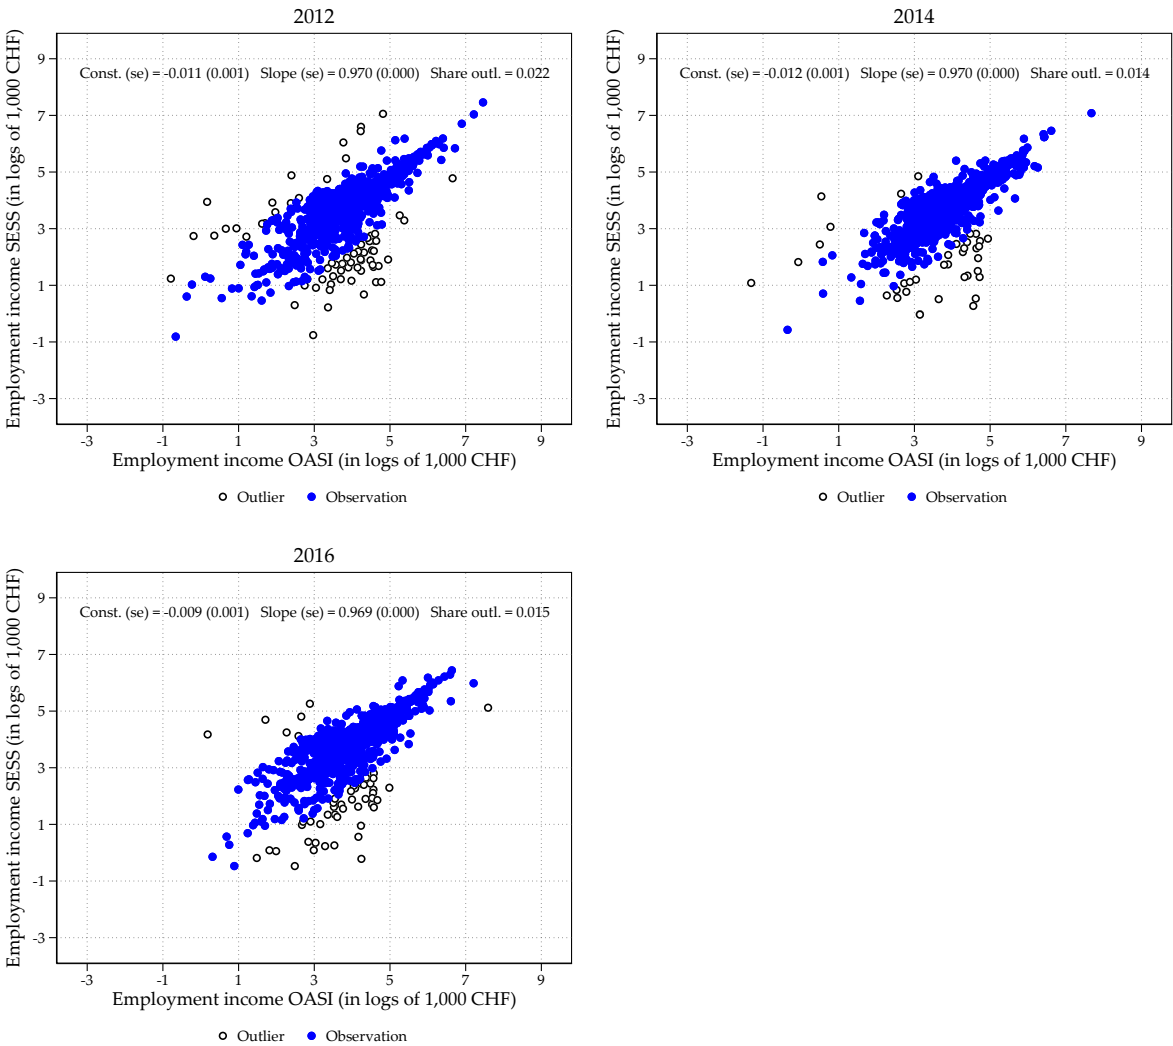 2012
Employment income SESS (in logs of 1,000 CHF)
Const. (se) = -0.011 (0.001) Slope (se) = 0.970 (0.000) Share outl. = 0.022
9
7
5
3
1
-1
-3
-3 -1 1 3 5 7 9
Employment income OASI (in logs of 1,000 CHF)
Outlier Observation
2014
Employment income SESS (in logs of 1,000 CHF)
Const. (se) = -0.012 (0.001) Slope (se) = 0.970 (0.000) Share outl. = 0.014
9
7
5
3
1
-1
-3
-3 -1 1 3 5 7 9
Employment income OASI (in logs of 1,000 CHF)
Outlier Observation
2016
Employment income SESS (in logs of 1,000 CHF)
Const. (se) = -0.009 (0.001) Slope (se) = 0.969 (0.000) Share outl. = 0.015
9
7
5
3
1
-1
-3
-3 -1 1 3 5 7 9
Employment income OASI (in logs of 1,000 CHF)
Outlier Observation